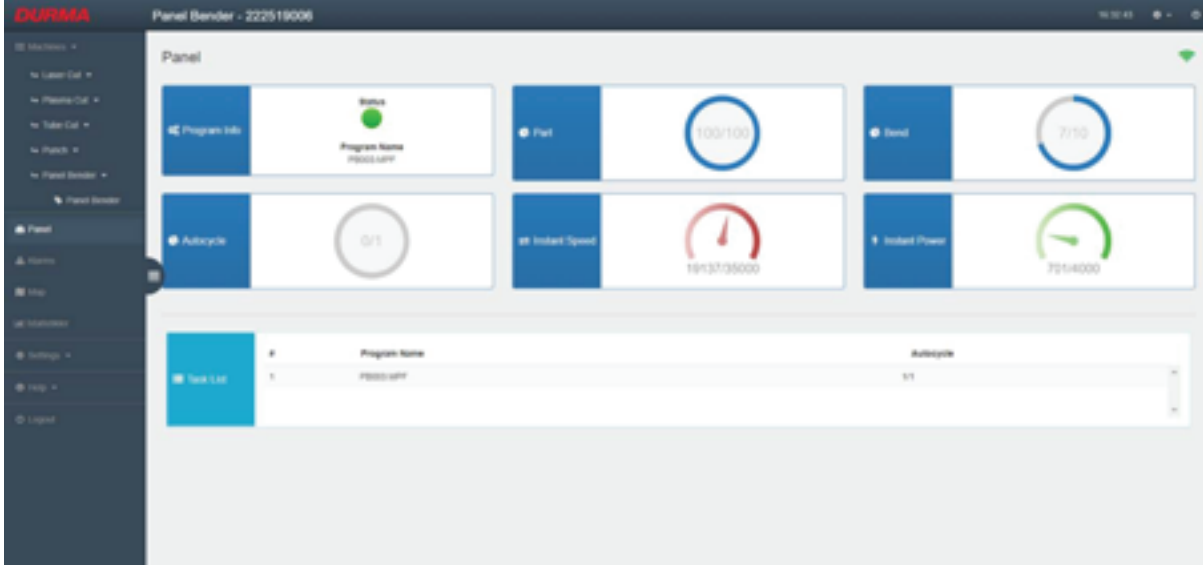 DURMA
Panel Bender - 222519006
16:32:43
Machines
Laser Cut
Plasma Cut
Tube Cut
Punch
Panel Bender
Panel Bender
Panel
Alarms
Map
Settings
Help
Logout
Panel
Program Info
Status
Program Name
PB003.MPF
Part
100/100
Bend
7/10
Autocycle
0/1
Instant Speed
19137/35000
Instant Power
701/4000
Task List
# Program Name Autocycle
1 PB003.MPF 1/1